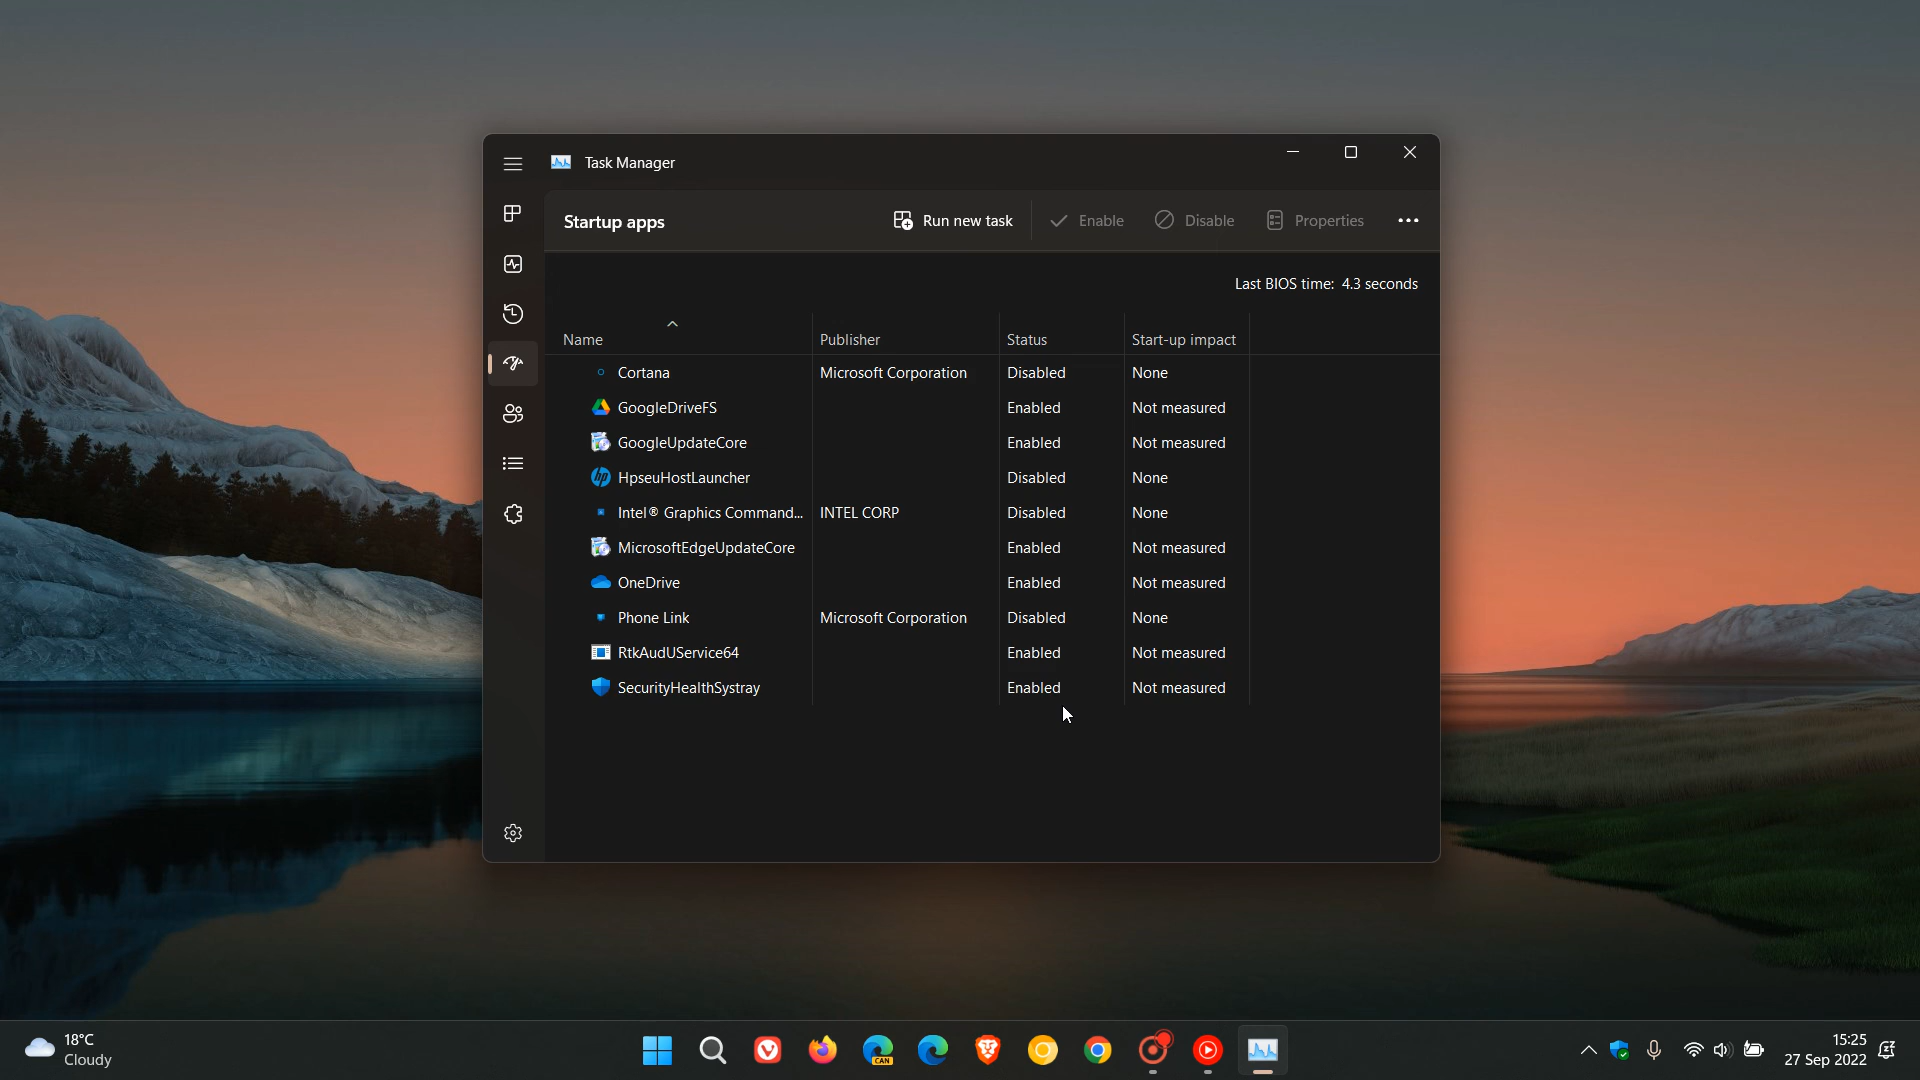 Task Manager
Startup apps
Run new task
Enable
Disable
Properties
Last BIOS time: 4.3 seconds
Name Publisher Status Start-up impact
Cortana Microsoft Corporation Disabled None
GoogleDriveFS Enabled Not measured
GoogleUpdateCore Enabled Not measured
HpseuHostLauncher Disabled None
Intel® Graphics Command... INTEL CORP Disabled None
MicrosoftEdgeUpdateCore Enabled Not measured
OneDrive Enabled Not measured
Phone Link Microsoft Corporation Disabled None
RtkAudUService64 Enabled Not measured
SecurityHealthSystray Enabled Not measured
18°C
Cloudy
CAN
15:25
27 Sep 2022